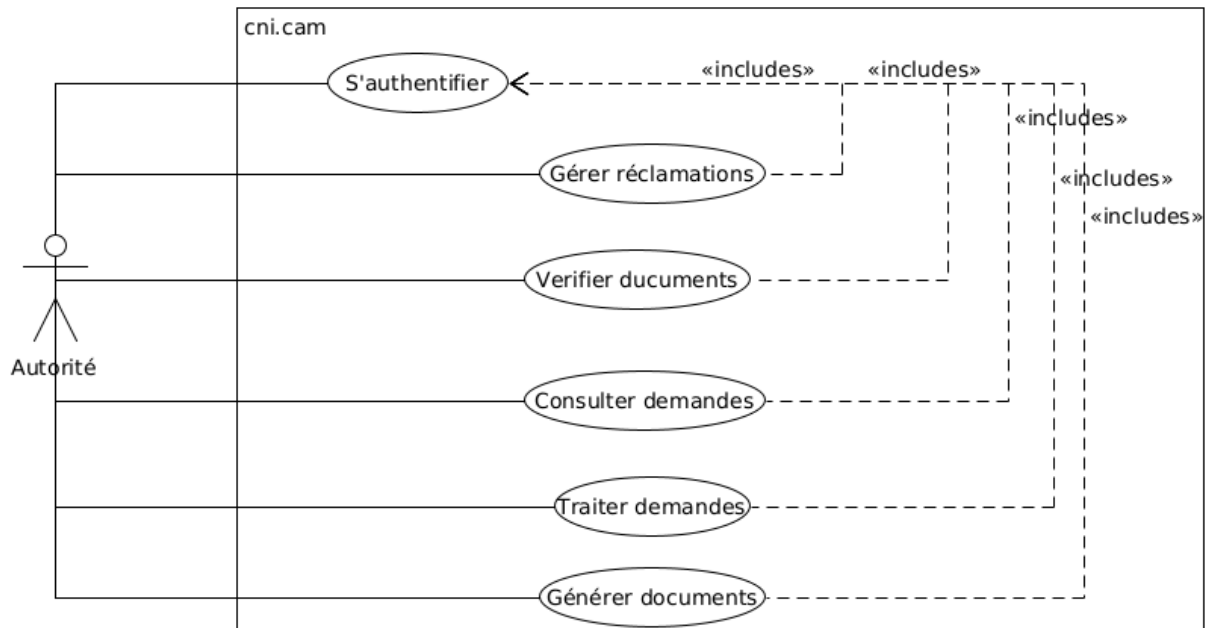 cni.cam
«includes» «includes»
S'authentifier
«includes»
Gérer réclamations
«includes»
«includes»
Verifier ducuments
Autorité
Consulter demandes
Traiter demandes
Générer documents